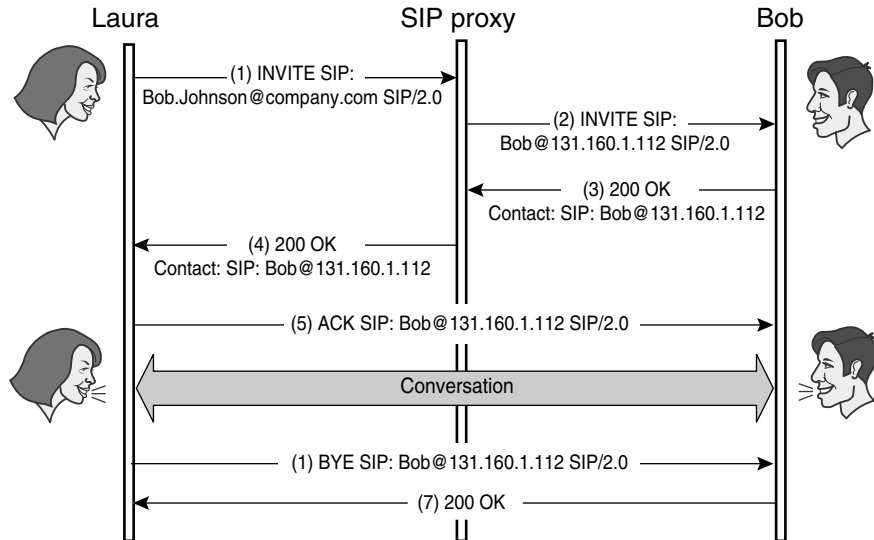 Laura
SIP proxy
Bob
(1) INVITE SIP:
Bob.Johnson@company.com SIP/2.0
(2) INVITE SIP:
Bob@131.160.1.112 SIP/2.0
(3) 200 OK
Contact: SIP: Bob@131.160.1.112
(4) 200 OK
Contact: SIP: Bob@131.160.1.112
(5) ACK SIP: Bob@131.160.1.112 SIP/2.0
Conversation
(1) BYE SIP: Bob@131.160.1.112 SIP/2.0
(7) 200 OK